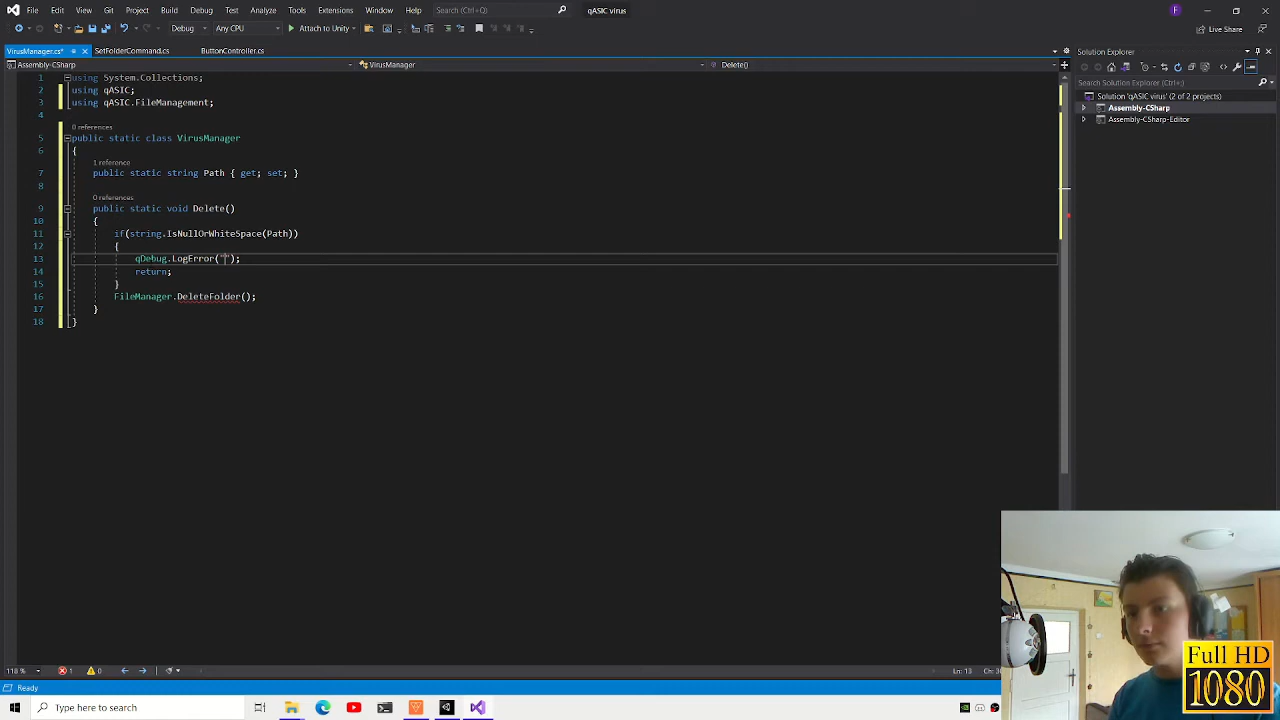 File Edit View Git Project Build Debug Test Analyze Tools Extensions Window Help Search (Ctrl+Q) qASIC virus F
Debug Any CPU Attach to Unity Live Share
VirusManager.cs* SetFolderCommand.cs ButtonController.cs
Assembly-CSharp VirusManager Delete()
1 using System.Collections;
2 using qASIC;
3 using qASIC.FileManagement;
4
0 references
5 public static class VirusManager
6 {
1 reference
7 public static string Path { get; set; }
8
0 references
9 public static void Delete()
10 {
11 if(string.IsNullOrWhiteSpace(Path))
12 {
13 qDebug.LogError("");
14 return;
15 }
16 FileManager.DeleteFolder();
17 }
18 }
Solution Explorer
Search Solution Explorer (Ctrl+;)
Solution 'qASIC virus' (2 of 2 projects)
Assembly-CSharp
Assembly-CSharp-Editor
118 % 1 0 Ln: 13
Ready
Type here to search
Full HD
1080